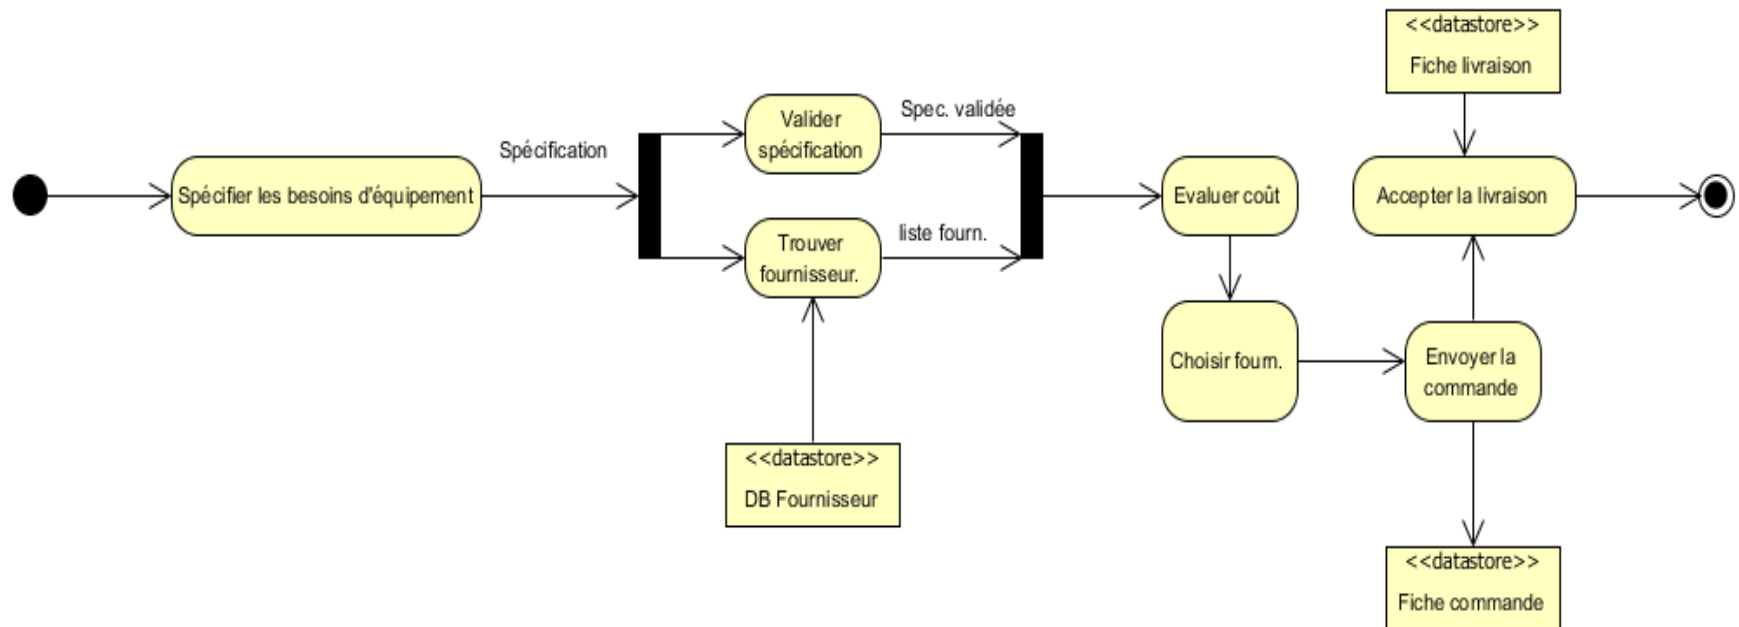 <<datastore>>
Fiche livraison
Spécification
Valider
spécification
Spec. validée
Spécifier les besoins d'équipement
Evaluer coût
Accepter la livraison
Trouver
fournisseur.
liste fourn.
Choisir fourn.
Envoyer la
commande
<<datastore>>
DB Fournisseur
<<datastore>>
Fiche commande